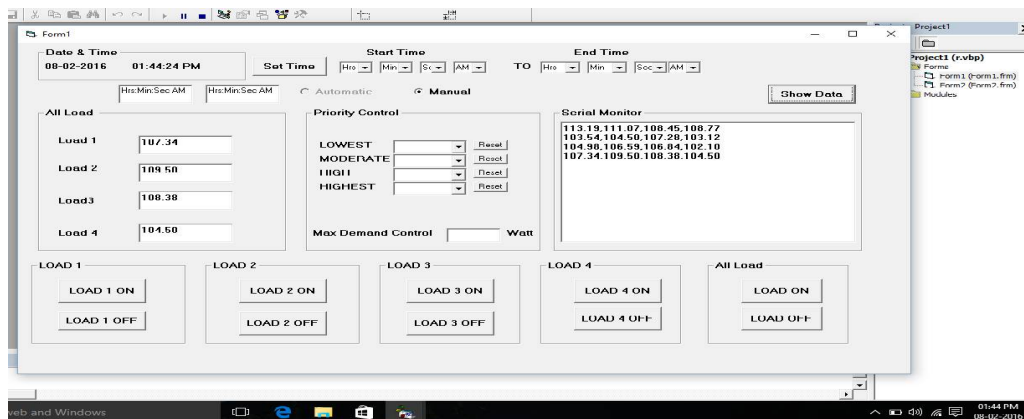 Form1
Project1
Project1 (r.vbp)
Forms
Form1 (Form1.frm)
Form2 (Form2.frm)
Modules
Date & Time
Start Time
End Time
08-02-2016 01:44:24 PM
Set Time
Hrs Min Sc AM TO Hrs Min Sec AM
Hrs:Min:Sec AM Hrs:Min:Sec AM
Automatic Manual
Show Data
All Load
Priority Control
Serial Monitor
Load 1 107.34
Load 2 109.50
Load3 108.38
Load 4 104.50
LOWEST Reset
MODERATE Reset
HIGH Reset
HIGHEST Reset
Max Demand Control Watt
113.19,111.07,108.45,108.77
103.54,104.50,107.28,103.12
104.98,106.59,106.84,102.10
107.34,109.50,108.38,104.50
LOAD 1 LOAD 2 LOAD 3 LOAD 4 All Load
LOAD 1 ON LOAD 2 ON LOAD 3 ON LOAD 4 ON LOAD ON
LOAD 1 OFF LOAD 2 OFF LOAD 3 OFF LOAD 4 OFF LOAD OFF
web and Windows
01:44 PM
08-02-2016